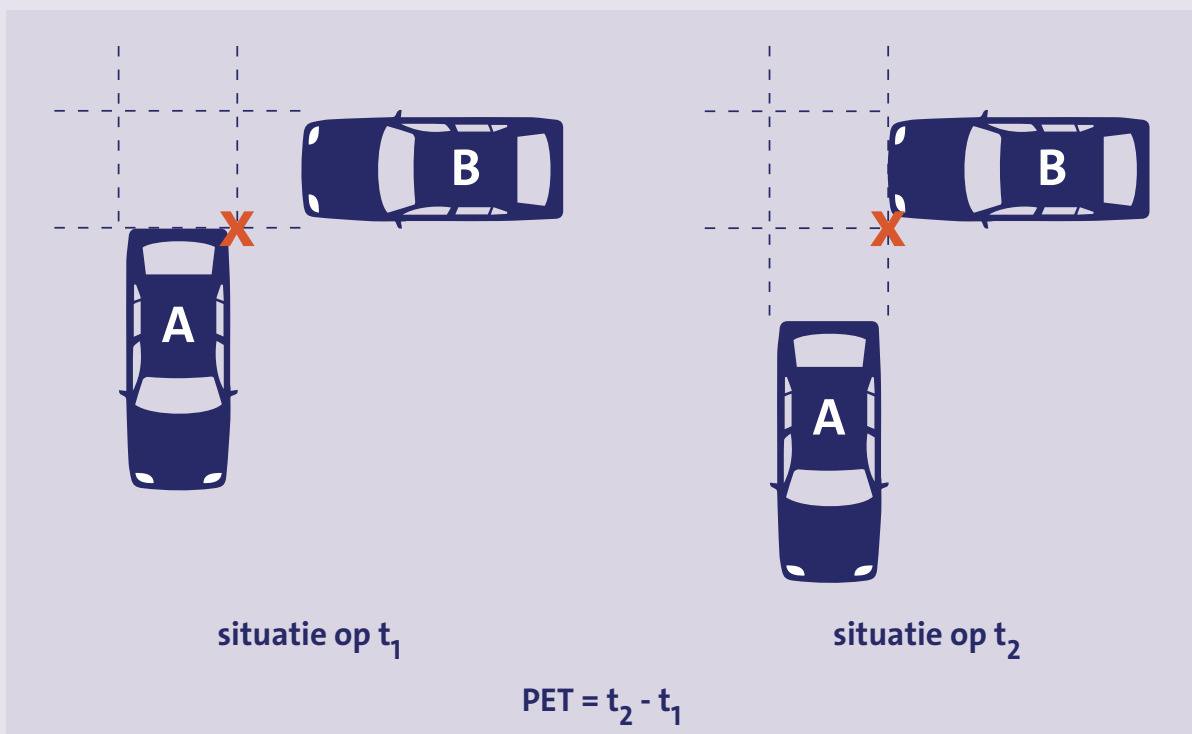 B
B
A
A
X
X
situatie op t₁
situatie op t₂
PET = t₂ - t₁